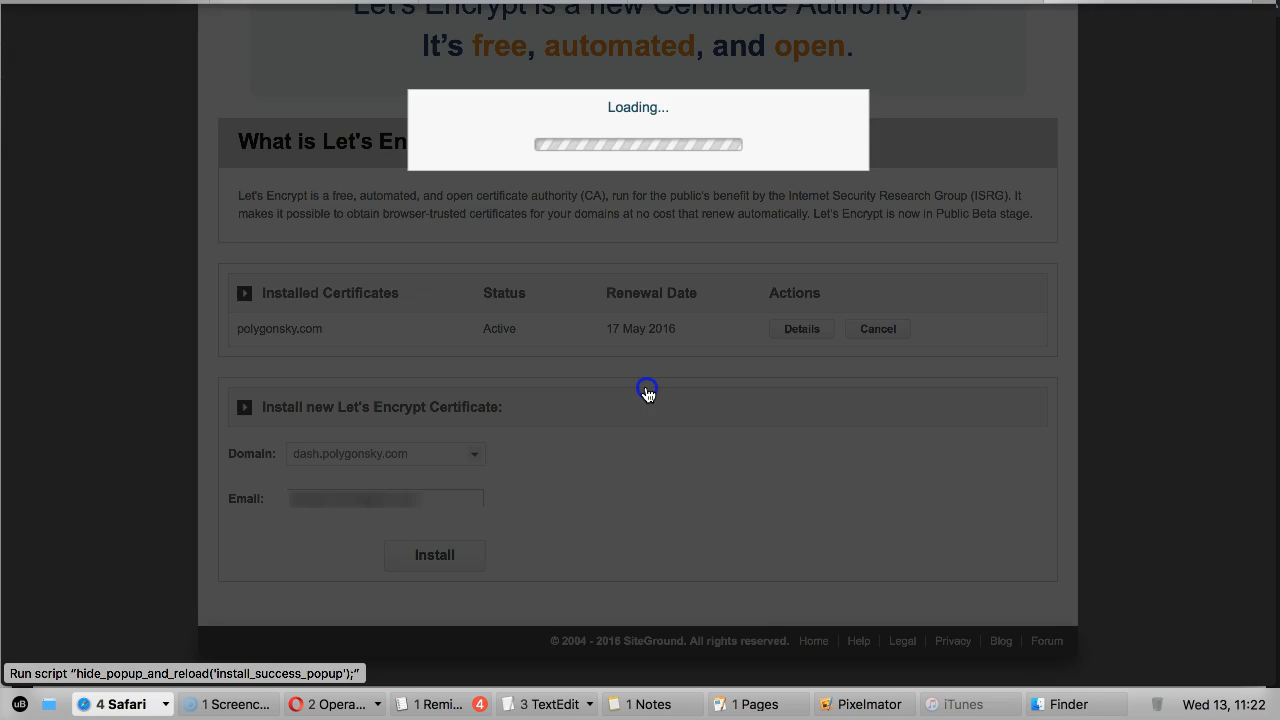 Let's Encrypt is a new Certificate Authority:
It's free, automated, and open.
Loading...
What is Let's En
Let's Encrypt is a free, automated, and open certificate authority (CA), run for the public's benefit by the Internet Security Research Group (ISRG). It
makes it possible to obtain browser-trusted certificates for your domains at no cost that renew automatically. Let's Encrypt is now in Public Beta stage.
Installed Certificates Status Renewal Date Actions
polygonsky.com Active 17 May 2016 Details Cancel
Install new Let's Encrypt Certificate:
Domain: dash.polygonsky.com
Email:
Install
© 2004 - 2016 SiteGround. All rights reserved. Home Help Legal Privacy Blog Forum
Run script "hide_popup_and_reload('install_success_popup');"
uB 4 Safari 1 Screenc... 2 Opera... 1 Remi... 4 3 TextEdit 1 Notes 1 Pages Pixelmator iTunes Finder Wed 13, 11:22